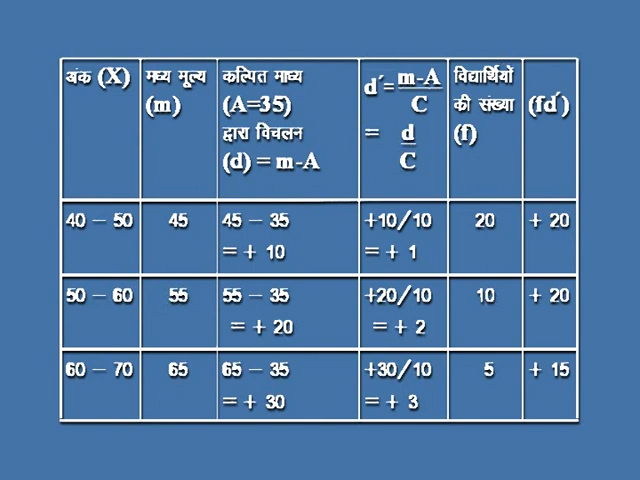 अंक (X) मध्य मूल्य (m) कल्पित माध्य (A=35) द्वारा विचलन (d) = m-A d´= m-A / C = d / C विद्यार्थियों की संख्या (f) (fd´)
40 – 50 45 45 – 35 = + 10 +10/10 = + 1 20 + 20
50 – 60 55 55 – 35 = + 20 +20/10 = + 2 10 + 20
60 – 70 65 65 – 35 = + 30 +30/10 = + 3 5 + 15